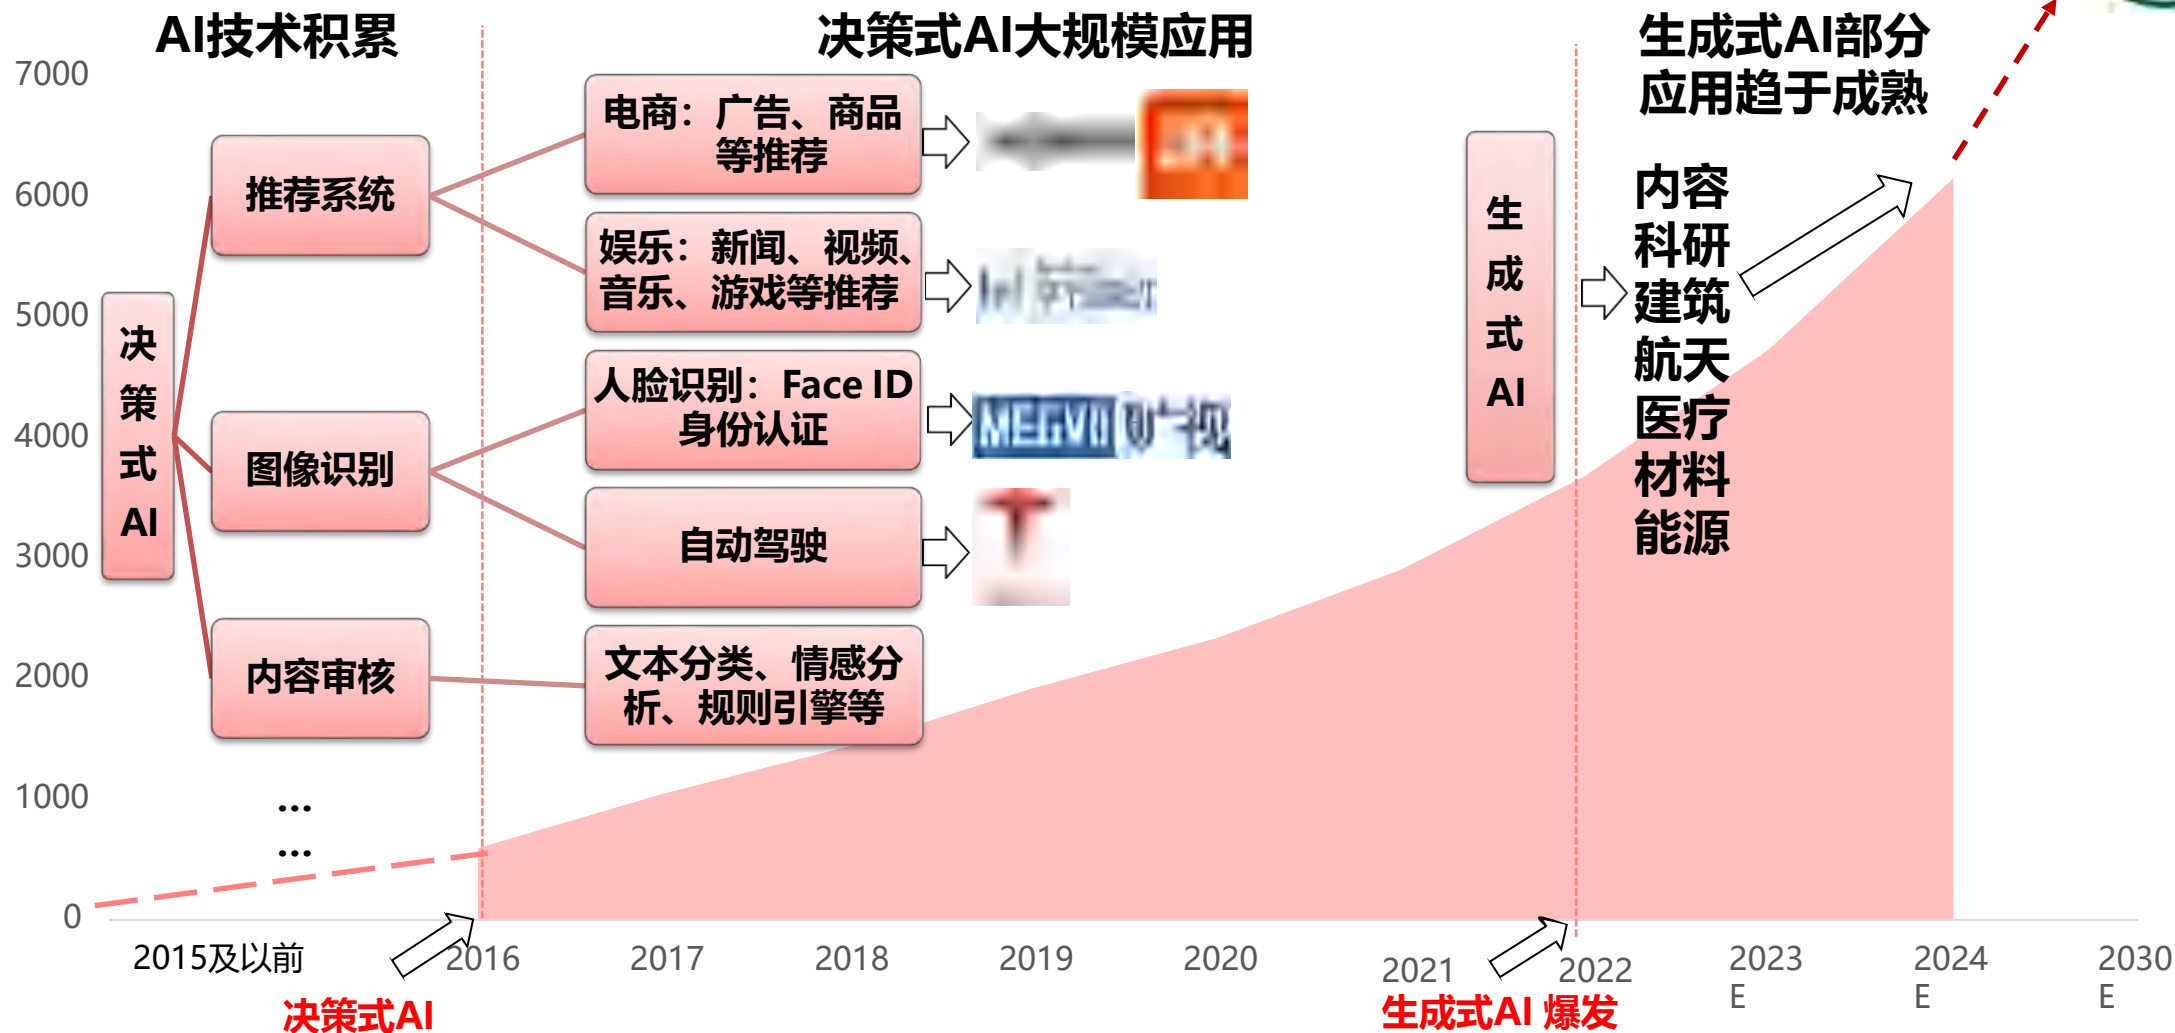 AI技术积累
决策式AI大规模应用
生成式AI部分
应用趋于成熟
7000
6000
5000
4000
3000
2000
1000
0
决
策
式
AI
推荐系统
图像识别
内容审核
...
...
电商：广告、商品
等推荐
娱乐：新闻、视频、
音乐、游戏等推荐
人脸识别：Face ID
身份认证
自动驾驶
文本分类、情感分
析、规则引擎等
生
成
式
AI
内容
科研
建筑
航天
医疗
材料
能源
2015及以前
2016
2017
2018
2019
2020
2021
2022
2023
E
2024
E
2030
E
决策式AI
生成式AI 爆发